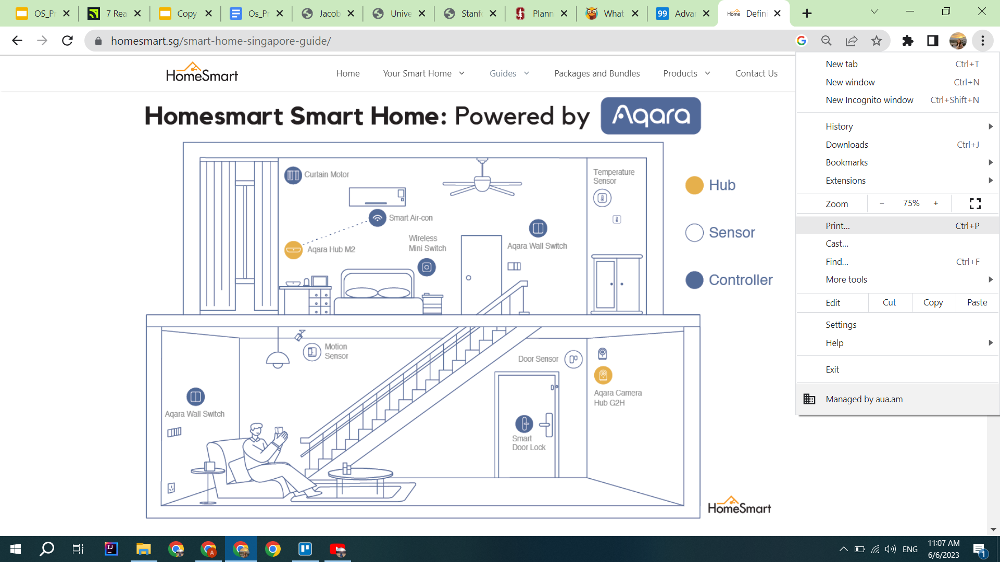 OS_Pr
7 Rea
Copy
Os_Pr
Jacob
Unive
Stanf
Plann
What
99
Adva
Home
Defin
homesmart.sg/smart-home-singapore-guide/
HomeSmart
Home
Your Smart Home
Guides
Packages and Bundles
Products
Contact Us
Homesmart Smart Home: Powered by Aqara
Curtain Motor
Smart Air-con
Aqara Hub M2
Wireless
Mini Switch
Aqara Wall Switch
Temperature
Sensor
Hub
Sensor
Controller
Motion
Sensor
Door Sensor
Aqara Camera
Hub G2H
Aqara Wall Switch
Smart
Door Lock
HomeSmart
New tab Ctrl+T
New window Ctrl+N
New Incognito window Ctrl+Shift+N
History
Downloads Ctrl+J
Bookmarks
Extensions
Zoom − 75% +
Print... Ctrl+P
Cast...
Find... Ctrl+F
More tools
Edit Cut Copy Paste
Settings
Help
Exit
Managed by aua.am
IJ
A
ENG
11:07 AM
6/6/2023
1